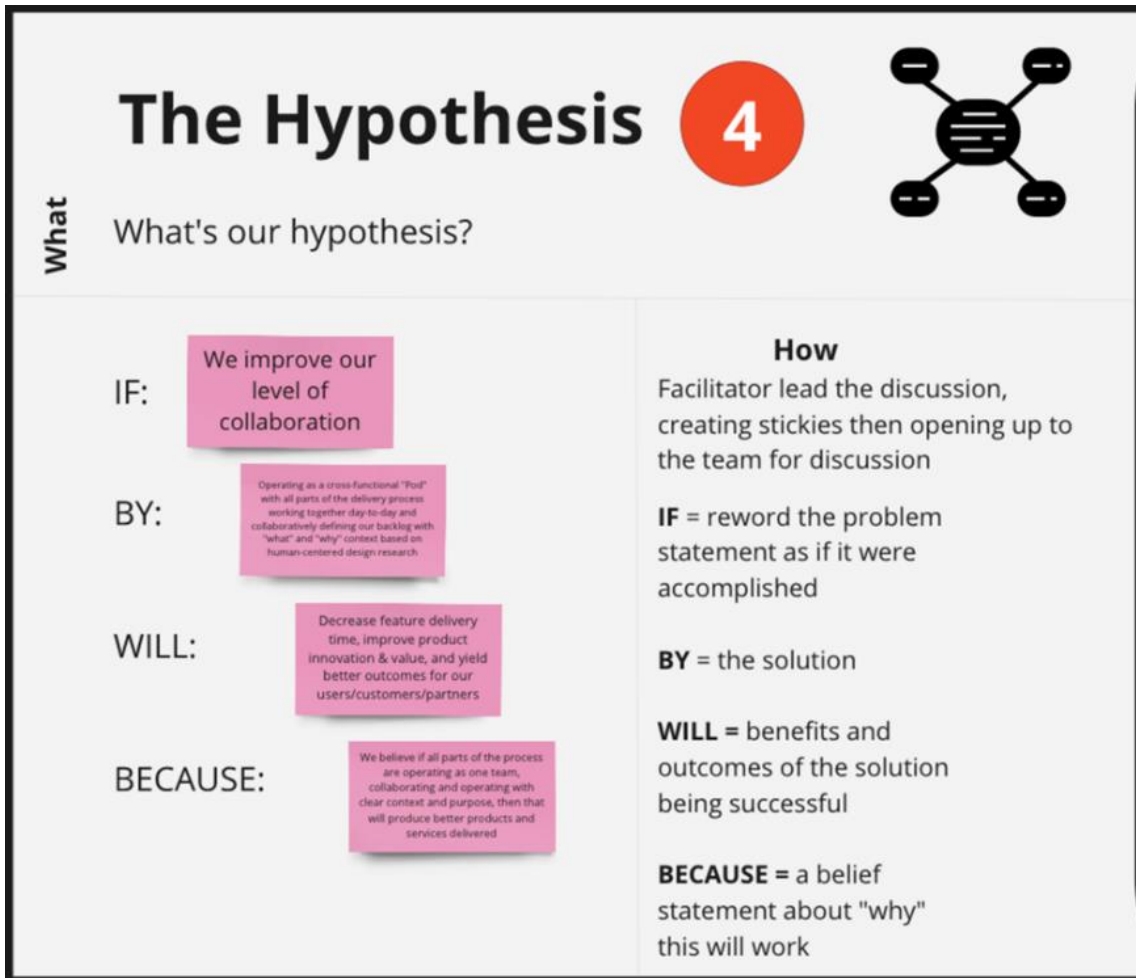 The Hypothesis
4
What
What's our hypothesis?
IF:
We improve our
level of
collaboration
BY:
Operating as a cross-functional "Pod"
with all parts of the delivery process
working together day-to-day and
collaboratively defining our backlog with
"what" and "why" context based on
human-centered design research
WILL:
Decrease feature delivery
time, improve product
innovation & value, and yield
better outcomes for our
users/customers/partners
BECAUSE:
We believe if all parts of the process
are operating as one team,
collaborating and operating with
clear context and purpose, then that
will produce better products and
services delivered
How
Facilitator lead the discussion,
creating stickies then opening up to
the team for discussion
IF = reword the problem
statement as if it were
accomplished
BY = the solution
WILL = benefits and
outcomes of the solution
being successful
BECAUSE = a belief
statement about "why"
this will work